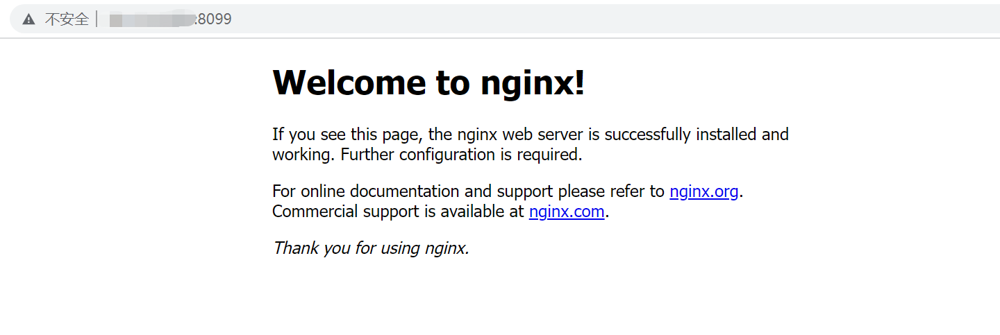 不安全 :8099
Welcome to nginx!
If you see this page, the nginx web server is successfully installed and
working. Further configuration is required.
For online documentation and support please refer to nginx.org.
Commercial support is available at nginx.com.
Thank you for using nginx.